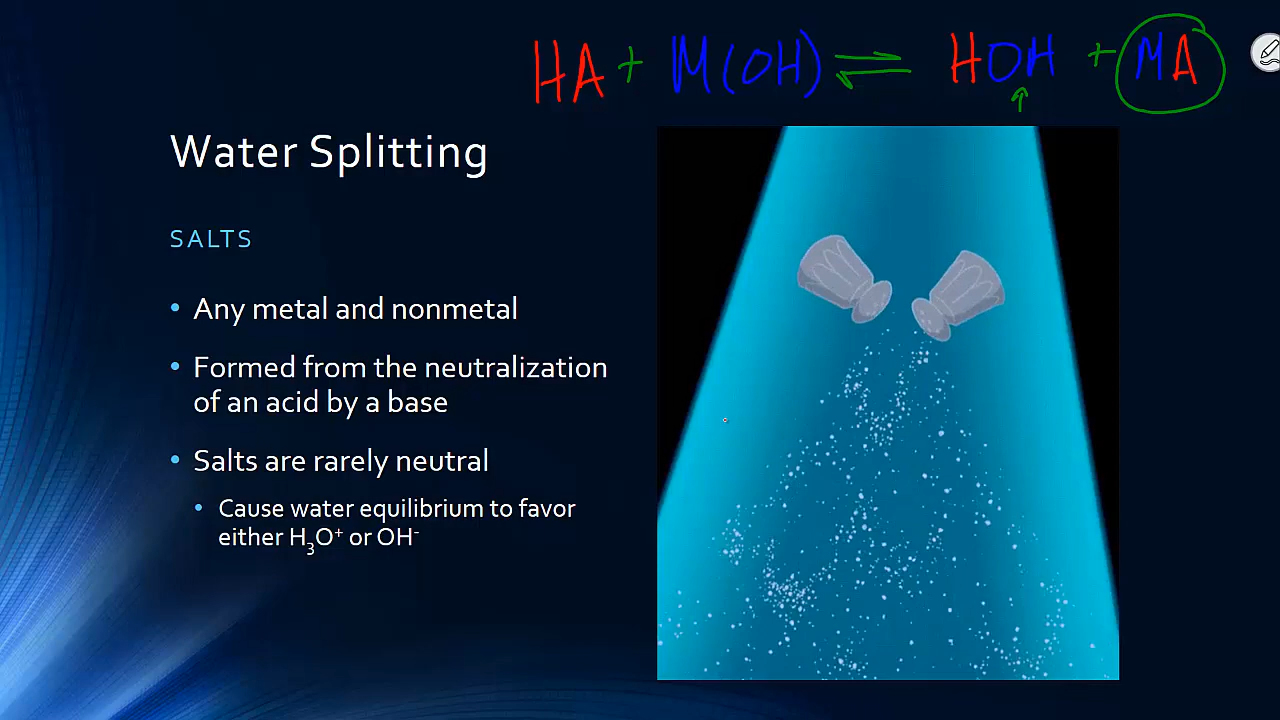 HA + M(OH) ⇌ HOH + MA
Water Splitting
SALTS
• Any metal and nonmetal
• Formed from the neutralization
of an acid by a base
• Salts are rarely neutral
• Cause water equilibrium to favor
either H₃O⁺ or OH⁻